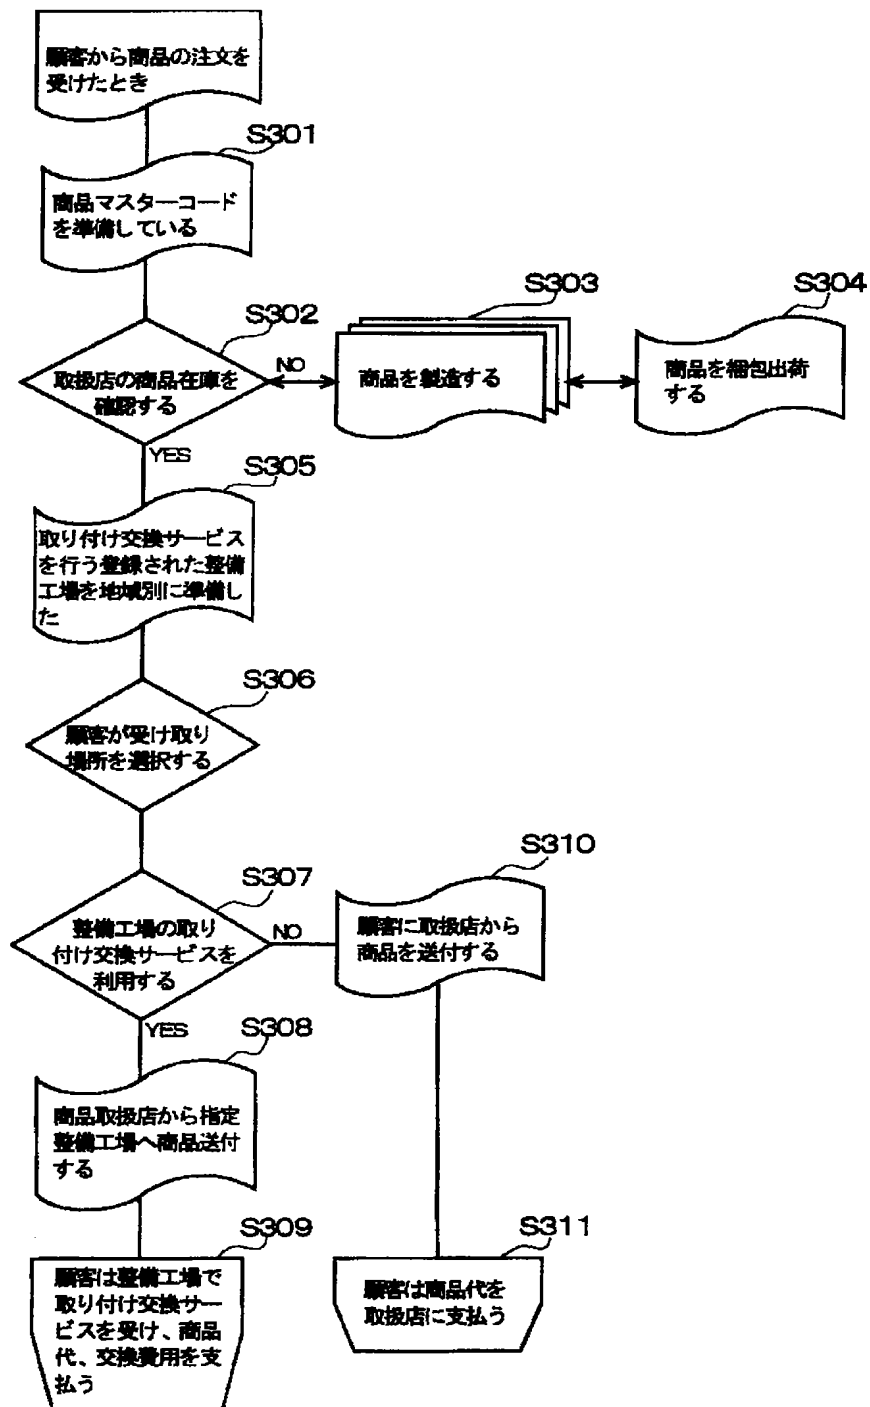 顧客から商品の注文を
受けたとき
S301
商品マスターコード
を準備している
S302
取扱店の商品在庫を
確認する
NO
S303
商品を製造する
S304
商品を梱包出荷
する
YES
S305
取り付け交換サービス
を行う登録された整備
工場を地域別に準備し
た
S306
顧客が受け取り
場所を選択する
S307
整備工場の取り
付け交換サービスを
利用する
NO
S310
顧客に取扱店から
商品を送付する
YES
S308
商品取扱店から指定
整備工場へ商品送付
する
S309
顧客は整備工場で
取り付け交換サー
ビスを受け、商品
代、交換費用を支
払う
S311
顧客は商品代を
取扱店に支払う